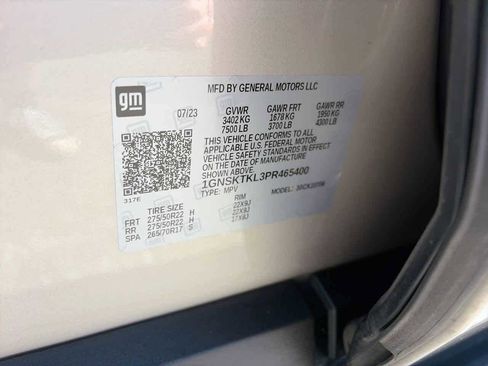 gm
MFD BY GENERAL MOTORS LLC
07/23 GVWR GAWR FRT GAWR RR
3402 KG 1678 KG 1950 KG
7500 LB 3700 LB 4300 LB
THIS VEHICLE CONFORMS TO ALL
APPLICABLE U.S. FEDERAL MOTOR
VEHICLE SAFETY STANDARDS IN EFFECT
ON THE DATE OF MANUFACTURE
SHOWN ABOVE
1GNSKTKL3PR465400
TYPE: MPV MODEL:
317E
TIRE SIZE RIM
FRT 275/50R22 H 22X9J
RR 275/50R22 H 22X9J
SPA 265/70R17 S 17X8J